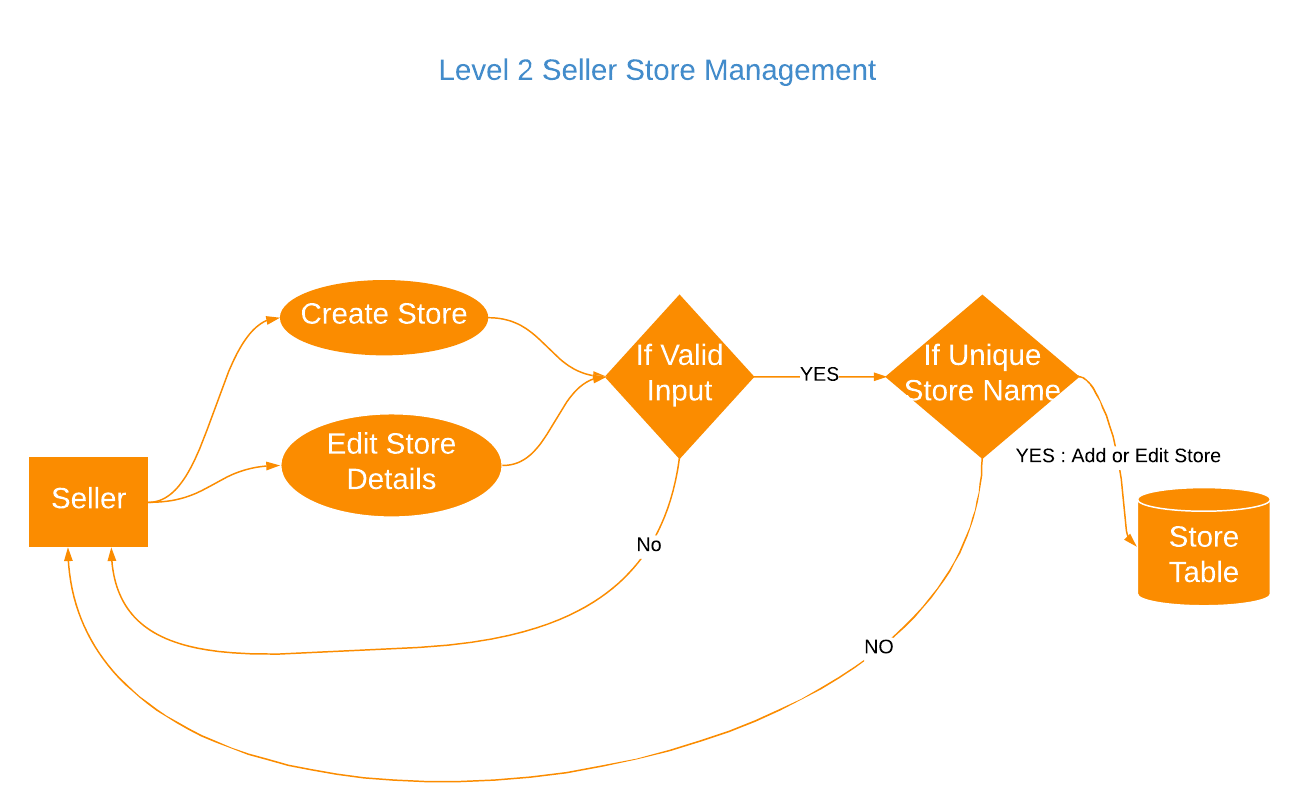 Level 2 Seller Store Management
Create Store
If Valid
Input
YES
If Unique
Store Name
Edit Store
Details
YES : Add or Edit Store
Seller
Store
Table
No
NO